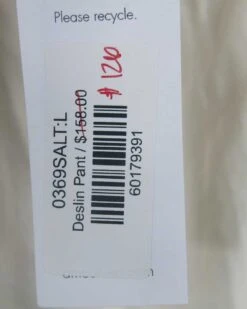 Please recycle.
0369SALT:L
Deslin Pant / $158.00
$ 120
60179391